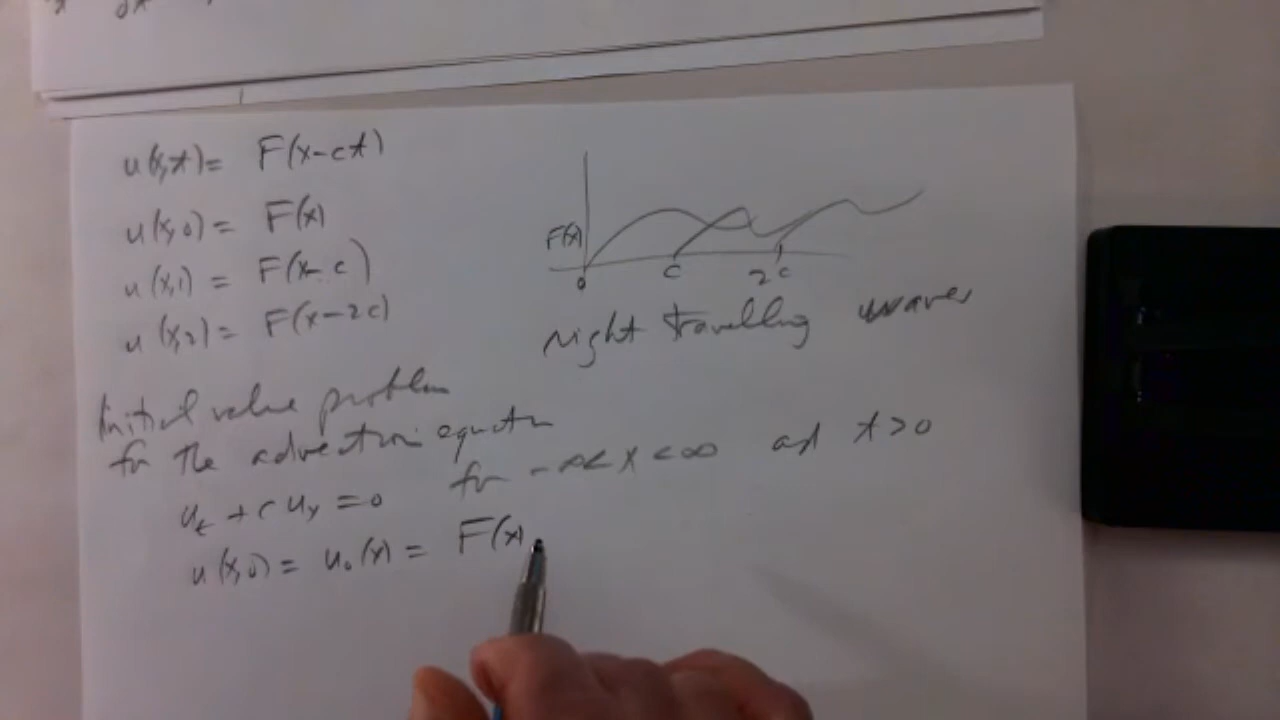 u(x,t) = F(x-ct)
u(x,0) = F(x)
u(x,1) = F(x-c)
u(x,2) = F(x-2c)
F(x)
0 c 2c
right travelling waves
Initial value problem
for the advection equation
u_t + c u_x = 0 for -∞ < x < ∞ and t > 0
u(x,0) = u_0(x) = F(x)